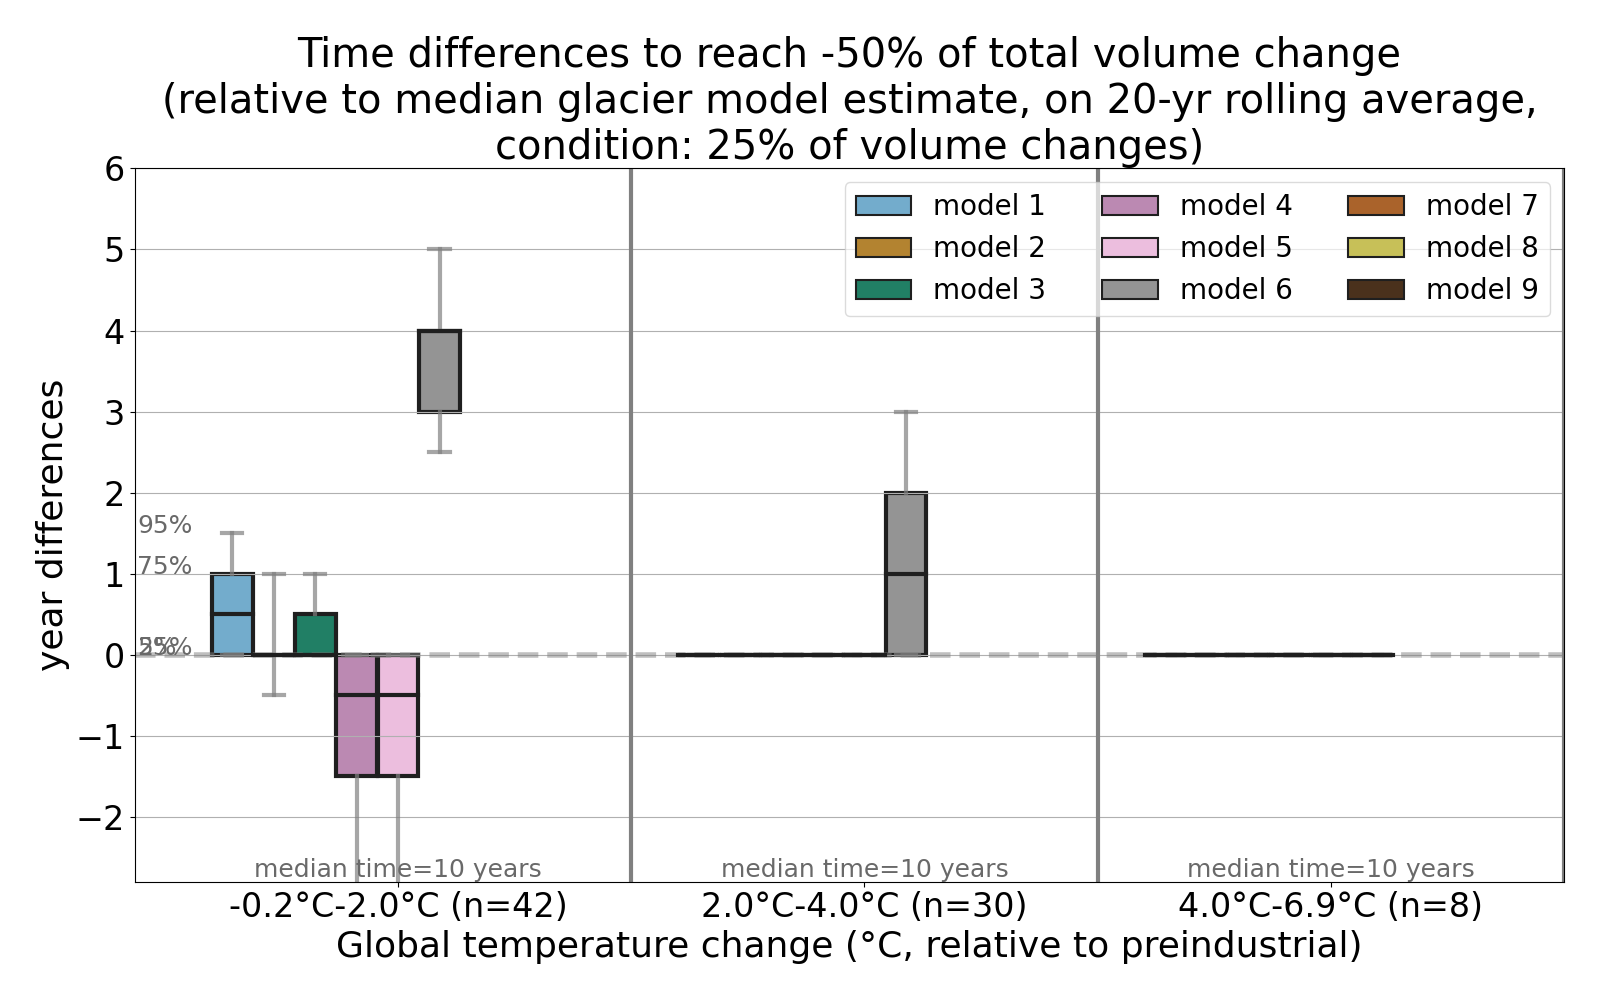 Time differences to reach -50% of total volume change
(relative to median glacier model estimate, on 20-yr rolling average,
condition: 25% of volume changes)
6
5
4
3
2
1
0
−1
−2
year differences
model 1
model 2
model 3
model 4
model 5
model 6
model 7
model 8
model 9
95%
75%
median time=10 years
median time=10 years
median time=10 years
-0.2°C-2.0°C (n=42)
2.0°C-4.0°C (n=30)
4.0°C-6.9°C (n=8)
Global temperature change (°C, relative to preindustrial)